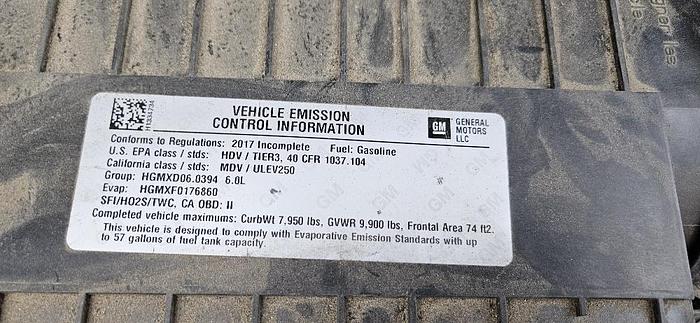 VEHICLE EMISSION
CONTROL INFORMATION
GM
GENERAL
MOTORS
LLC
Conforms to Regulations: 2017 Incomplete Fuel: Gasoline
U.S. EPA class / stds: HDV / TIER3, 40 CFR 1037.104
California class / stds: MDV / ULEV250
Group: HGMXD06.0394 6.0L
Evap: HGMXF0176860
SFI/HO2S/TWC, CA OBD: II
Completed vehicle maximums: CurbWt 7,950 lbs, GVWR 9,900 lbs, Frontal Area 74 ft2.
This vehicle is designed to comply with Evaporative Emission Standards with up
to 57 gallons of fuel tank capacity.